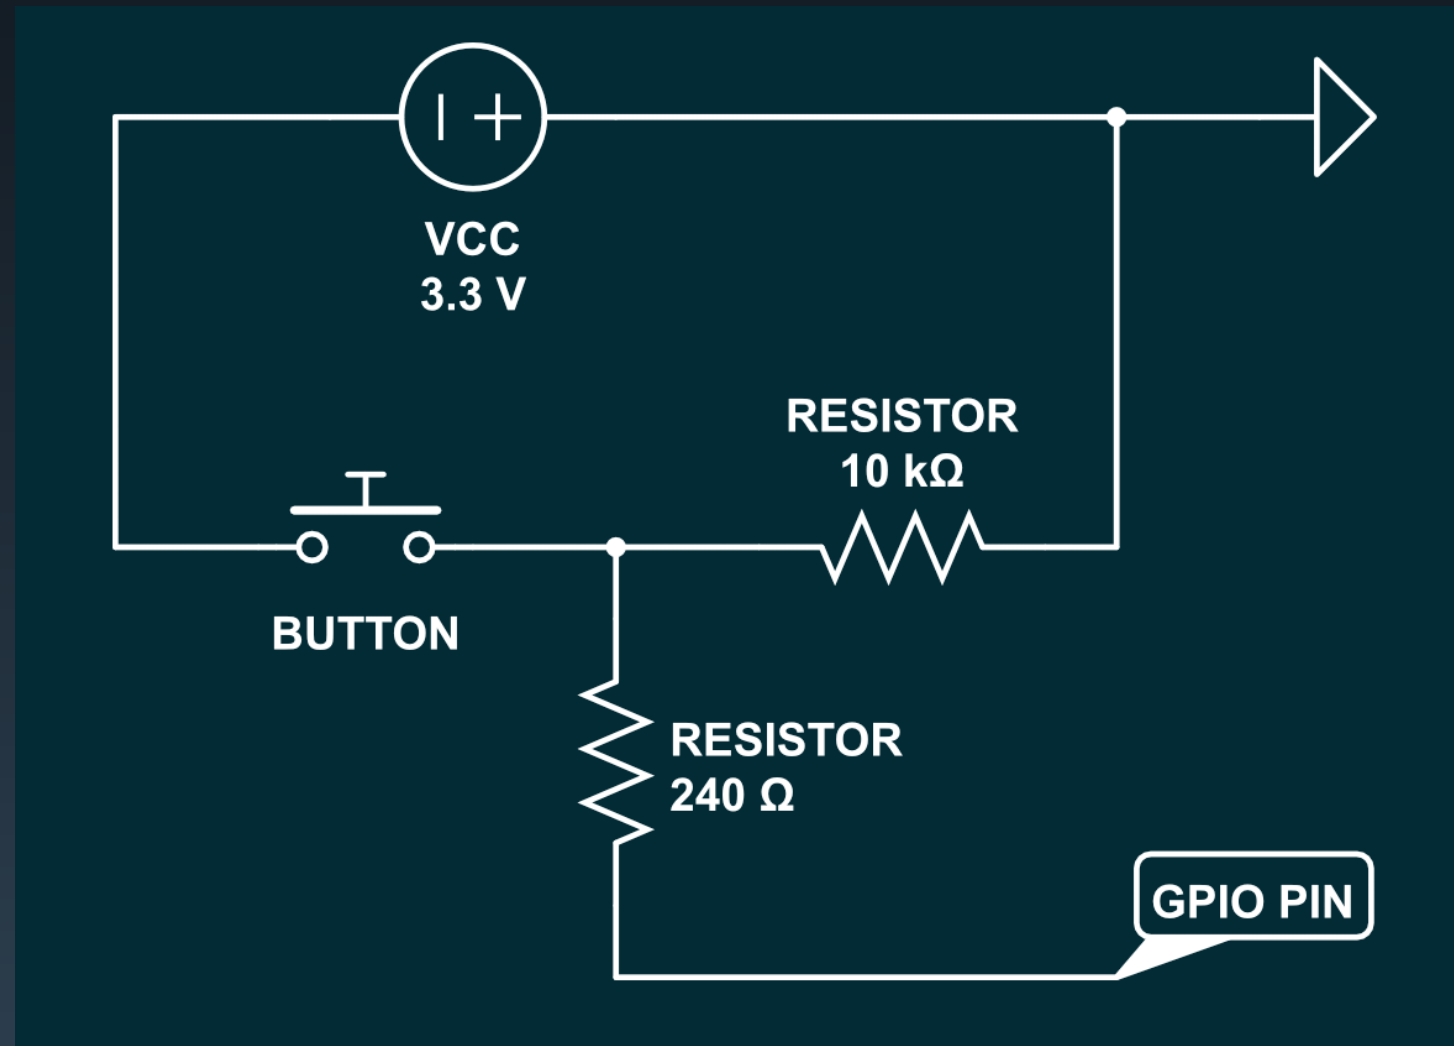 VCC
3.3 V
RESISTOR
10 kΩ
BUTTON
RESISTOR
240 Ω
GPIO PIN